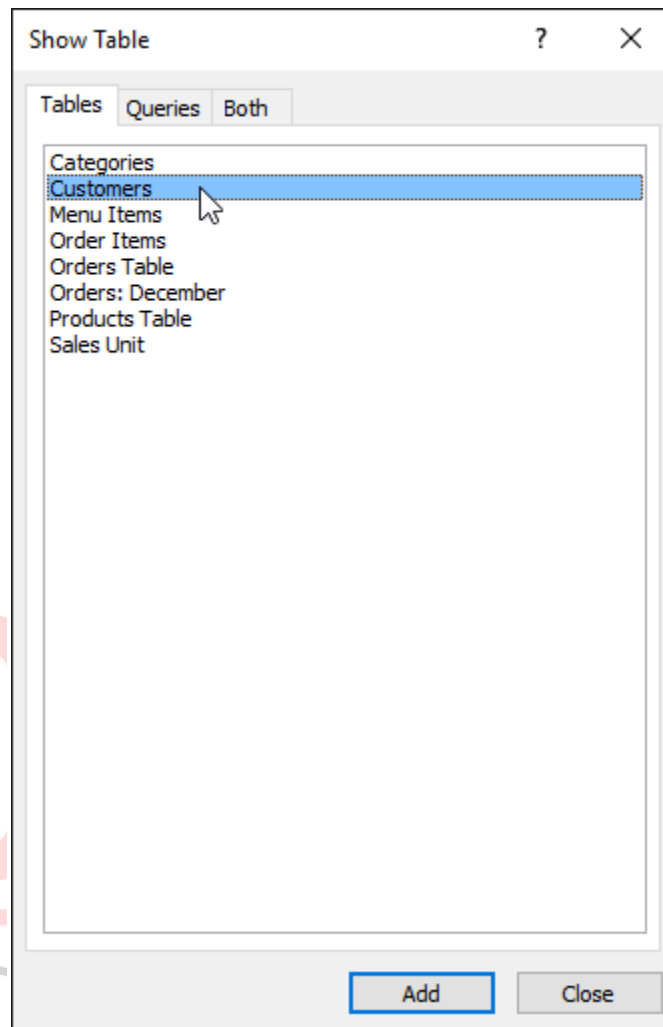 Show Table ?
Tables Queries Both
Categories
Customers
Menu Items
Order Items
Orders Table
Orders: December
Products Table
Sales Unit
Add Close